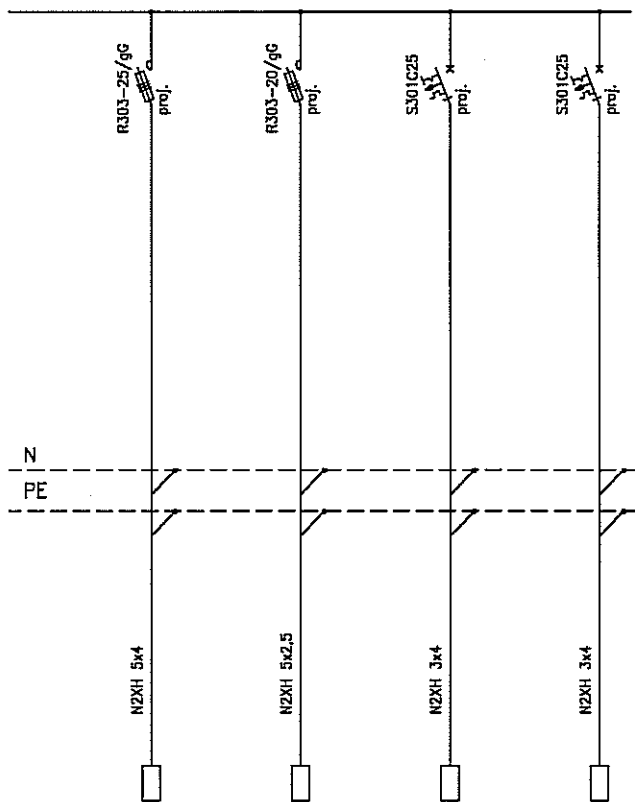 R303-25/gG
proj.
R303-20/gG
proj.
S301C25
proj.
S301C25
proj.
N
PE
N2XH 5x4
N2XH 5x2,5
N2XH 3x4
N2XH 3x4